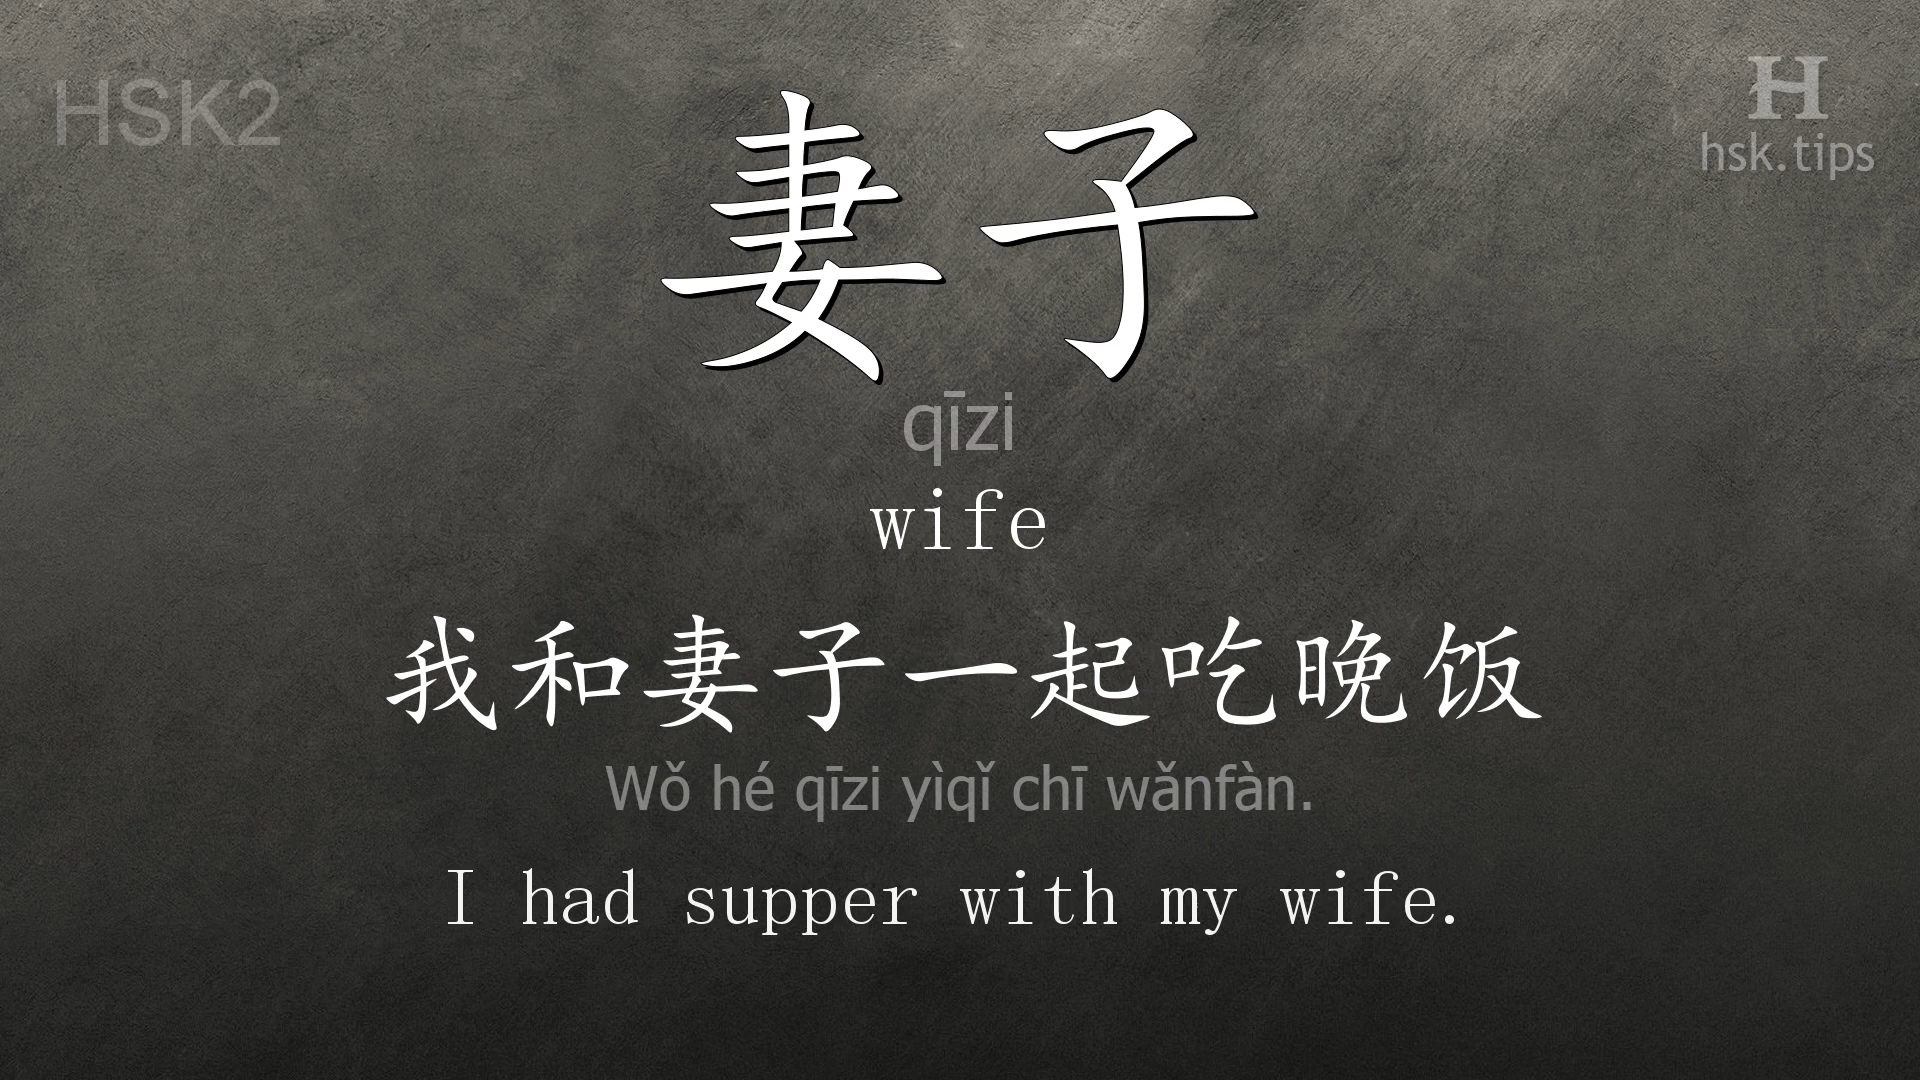 HSK2
H
hsk.tips
妻子
qīzi
wife
我和妻子一起吃晚饭
Wǒ hé qīzi yìqǐ chī wǎnfàn.
I had supper with my wife.